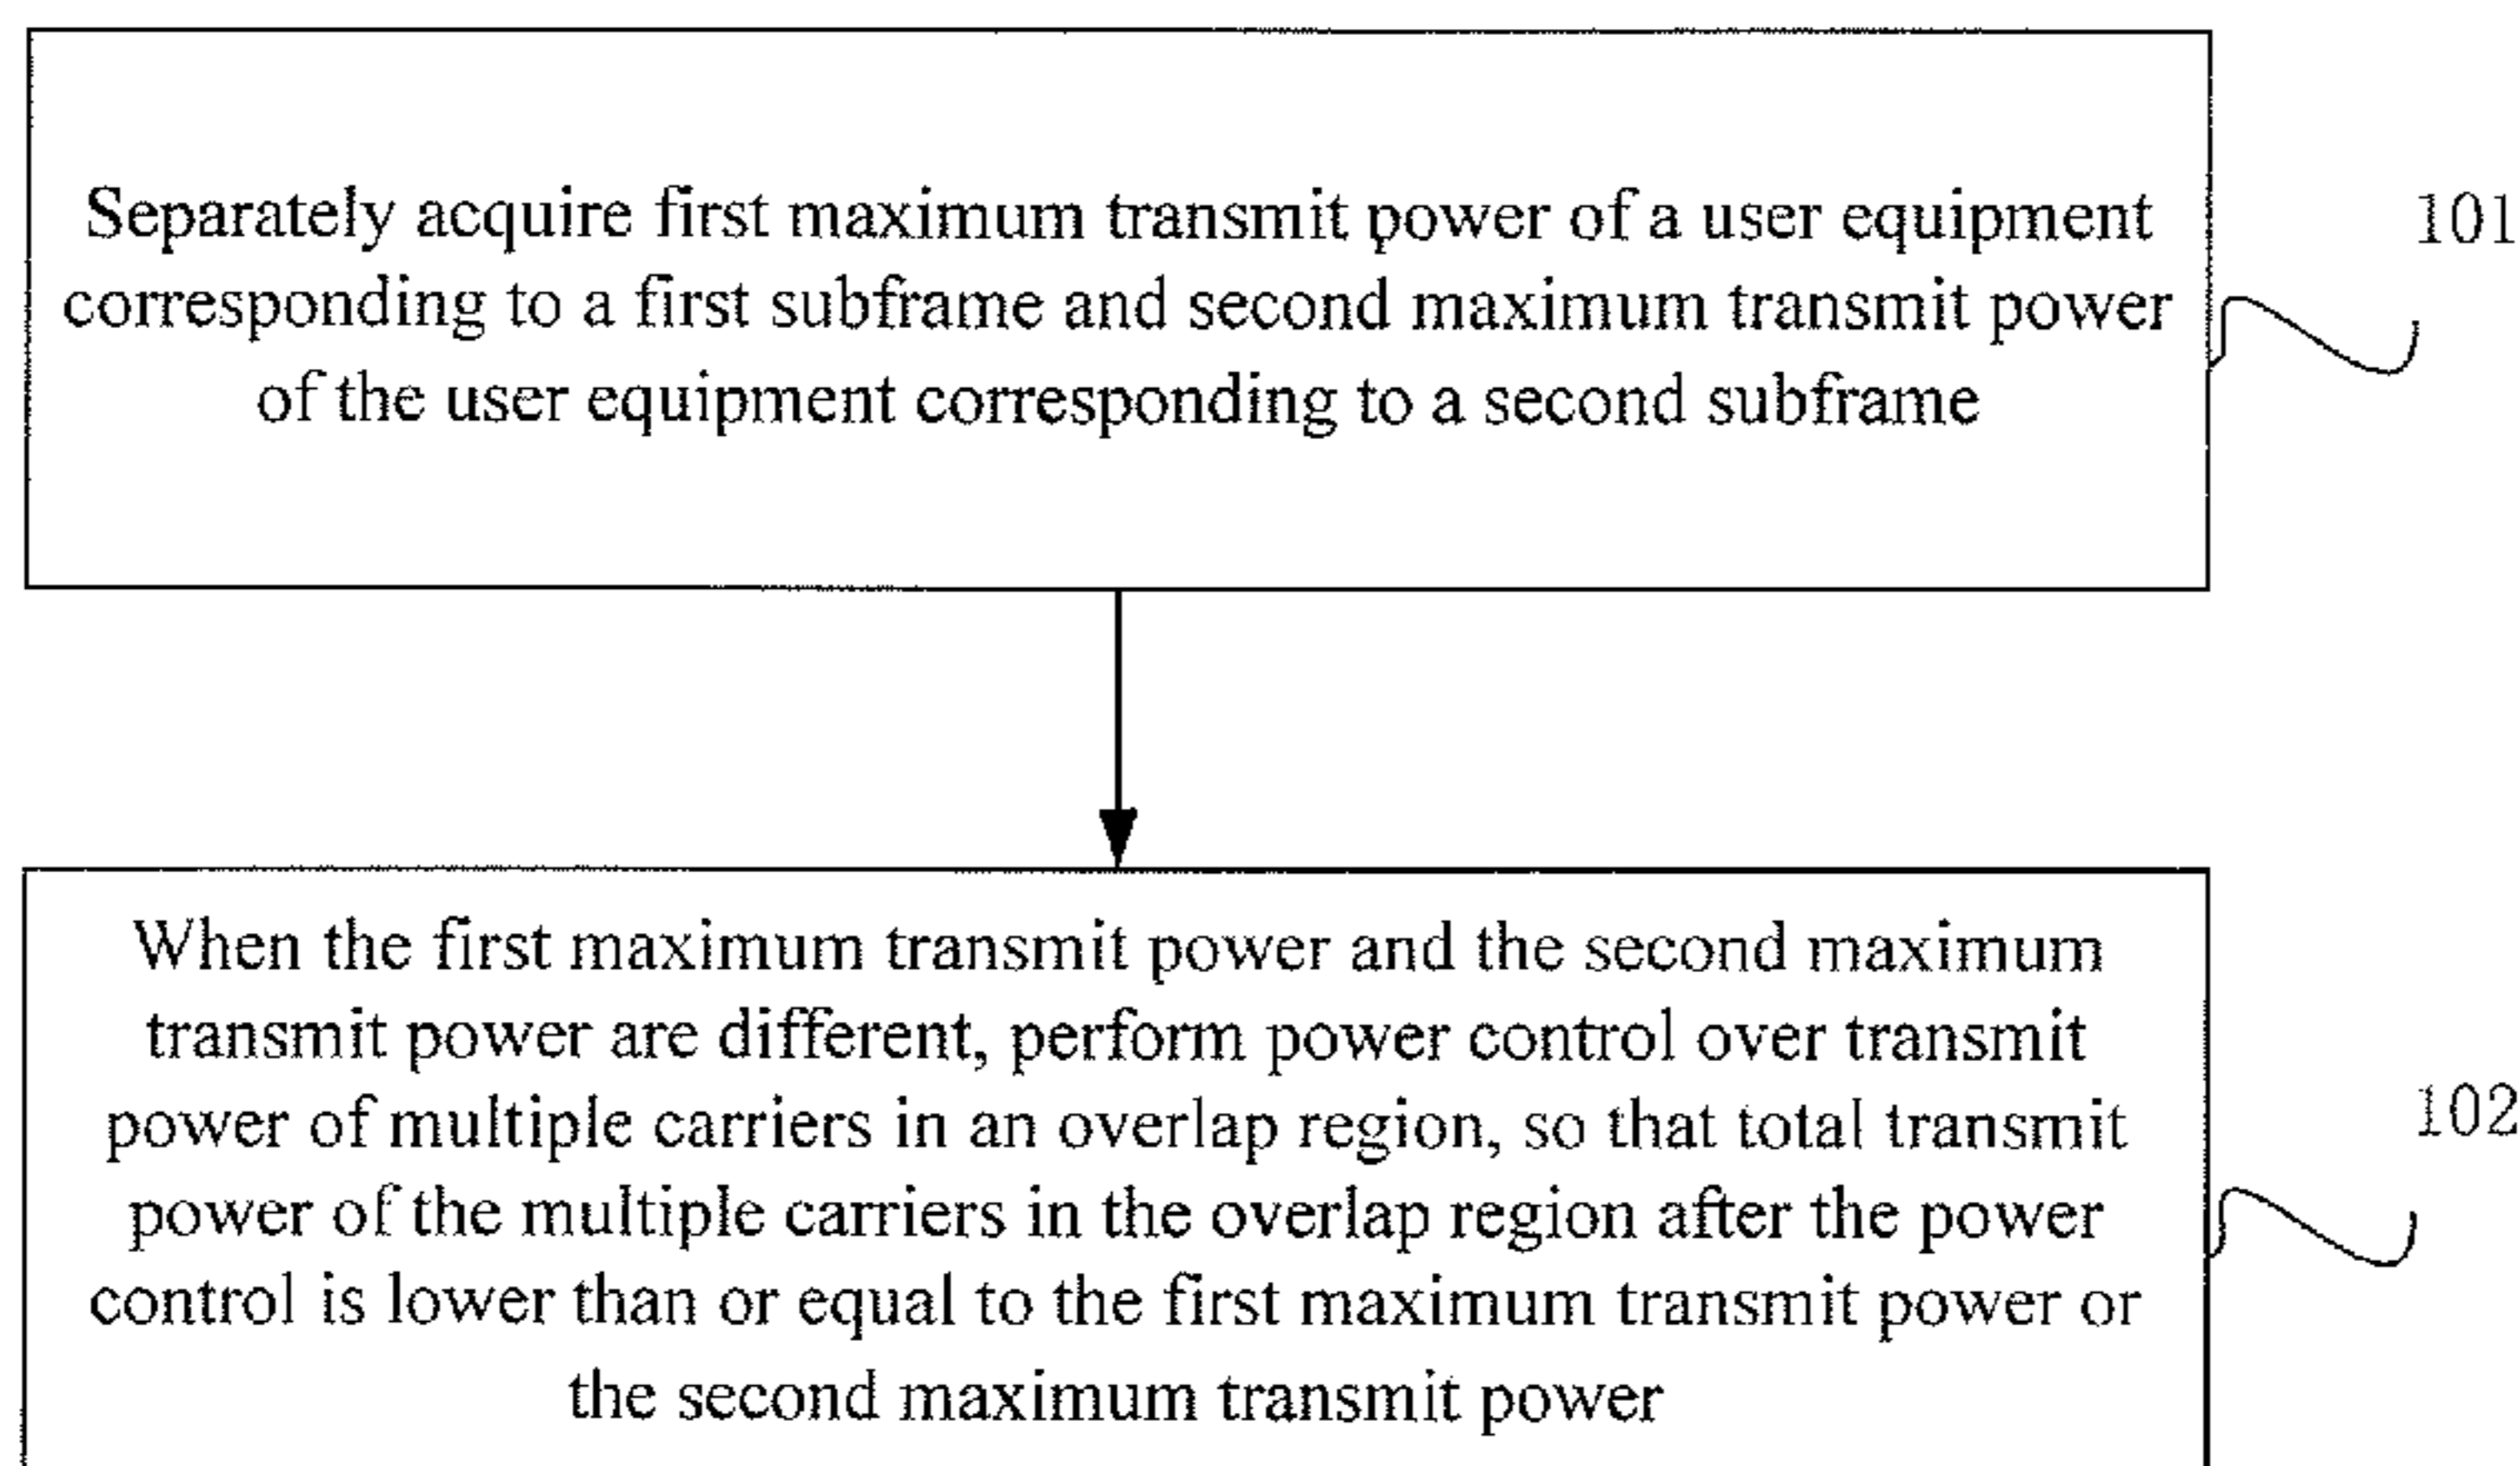 Separately acquire first maximum transmit power of a user equipment
corresponding to a first subframe and second maximum transmit power
of the user equipment corresponding to a second subframe
101
When the first maximum transmit power and the second maximum
transmit power are different, perform power control over transmit
power of multiple carriers in an overlap region, so that total transmit
power of the multiple carriers in the overlap region after the power
control is lower than or equal to the first maximum transmit power or
the second maximum transmit power
102